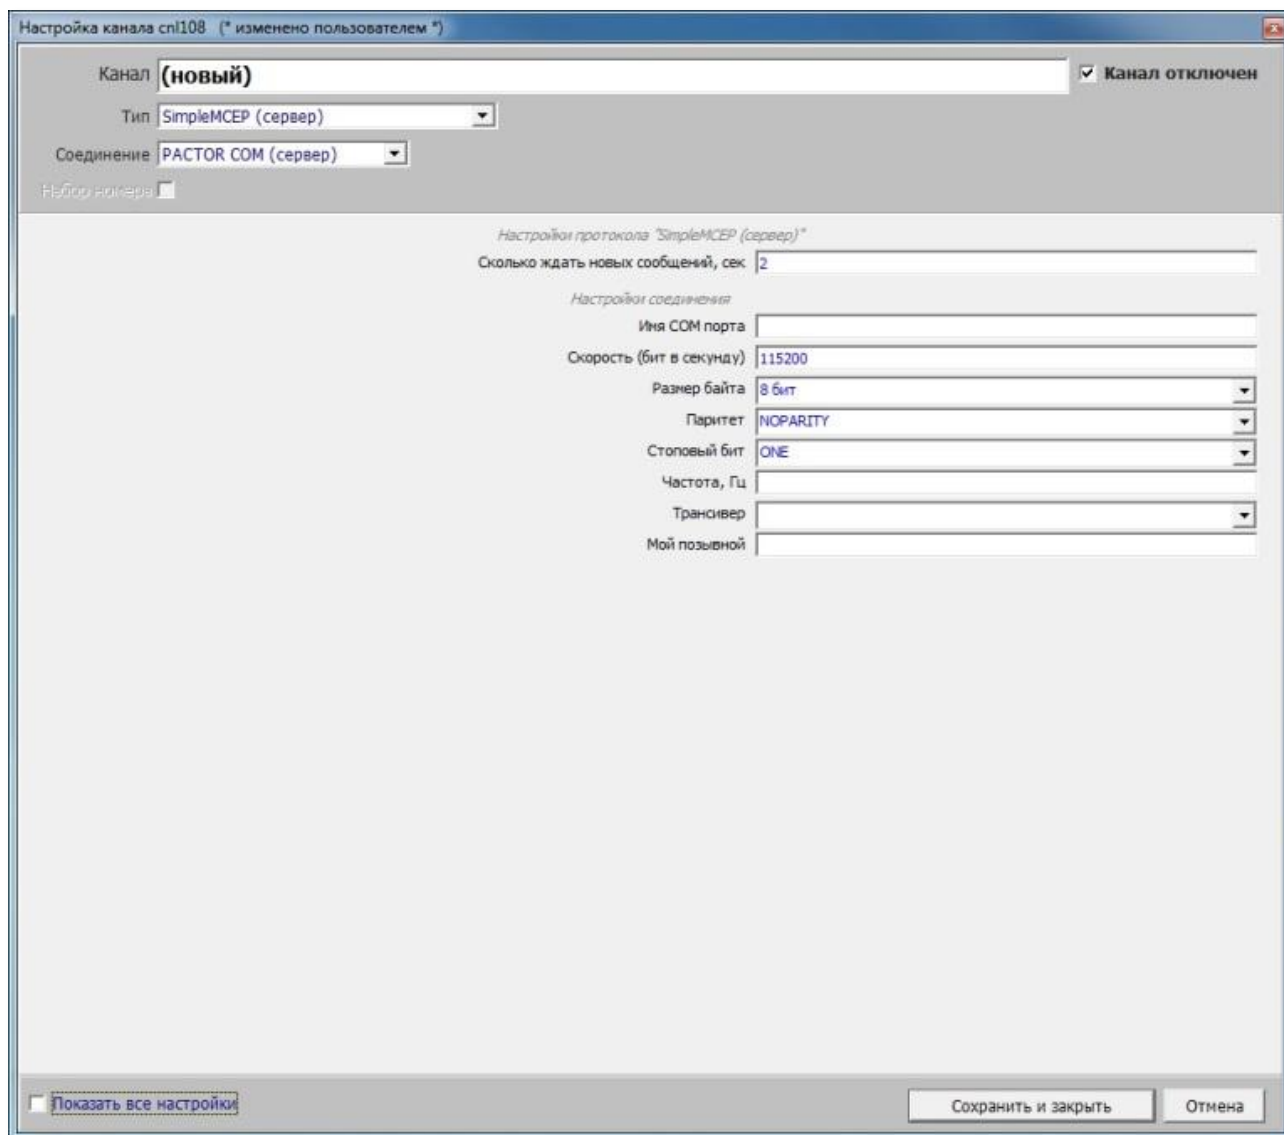 Настройка канала cnl108 (* изменено пользователем *)
Канал (новый) Канал отключен
Тип SimpleMCEP (сервер)
Соединение PACTOR COM (сервер)
Набор номера
Настройки протокола "SimpleMCEP (сервер)"
Сколько ждать новых сообщений, сек 2
Настройки соединения
Имя COM порта
Скорость (бит в секунду) 115200
Размер байта 8 бит
Паритет NOPARITY
Стоповый бит ONE
Частота, Гц
Трансивер
Мой позывной
Показать все настройки Сохранить и закрыть Отмена